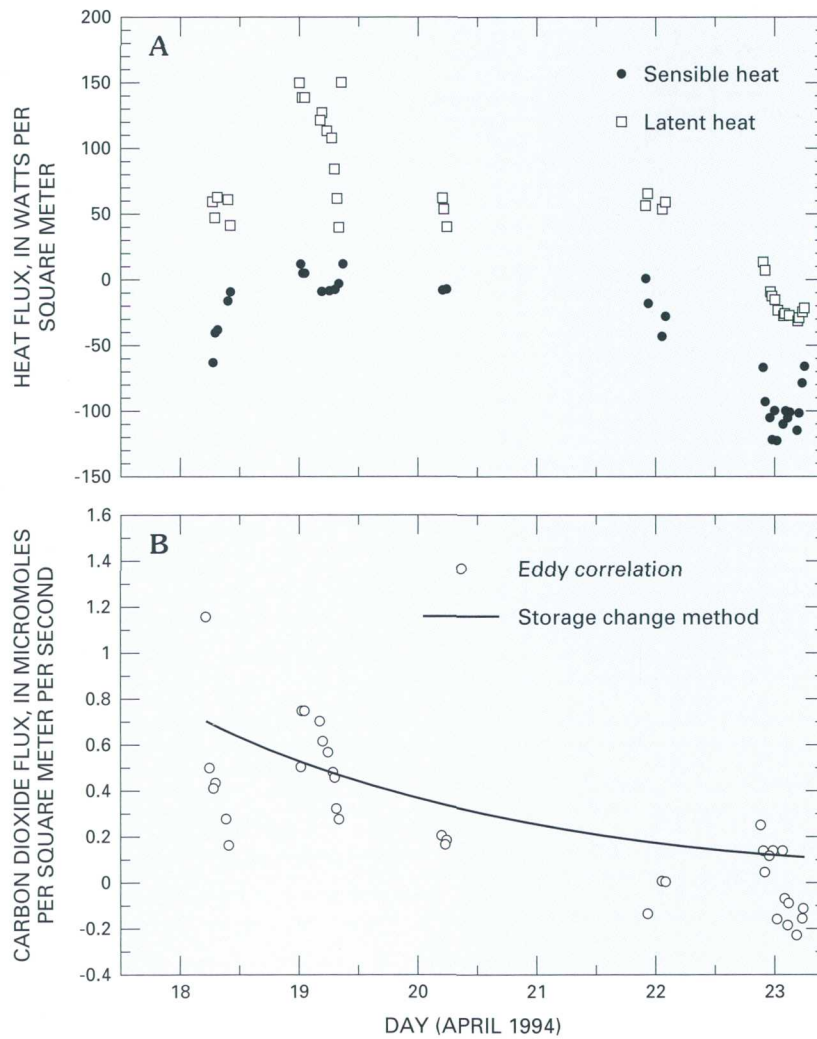 HEAT FLUX, IN WATTS PER
SQUARE METER
200
150
100
50
0
-50
-100
-150
A
Sensible heat
Latent heat
CARBON DIOXIDE FLUX, IN MICROMOLES
PER SQUARE METER PER SECOND
1.6
1.4
1.2
1
0.8
0.6
0.4
0.2
0
-0.2
-0.4
B
Eddy correlation
Storage change method
18
19
20
21
22
23
DAY (APRIL 1994)